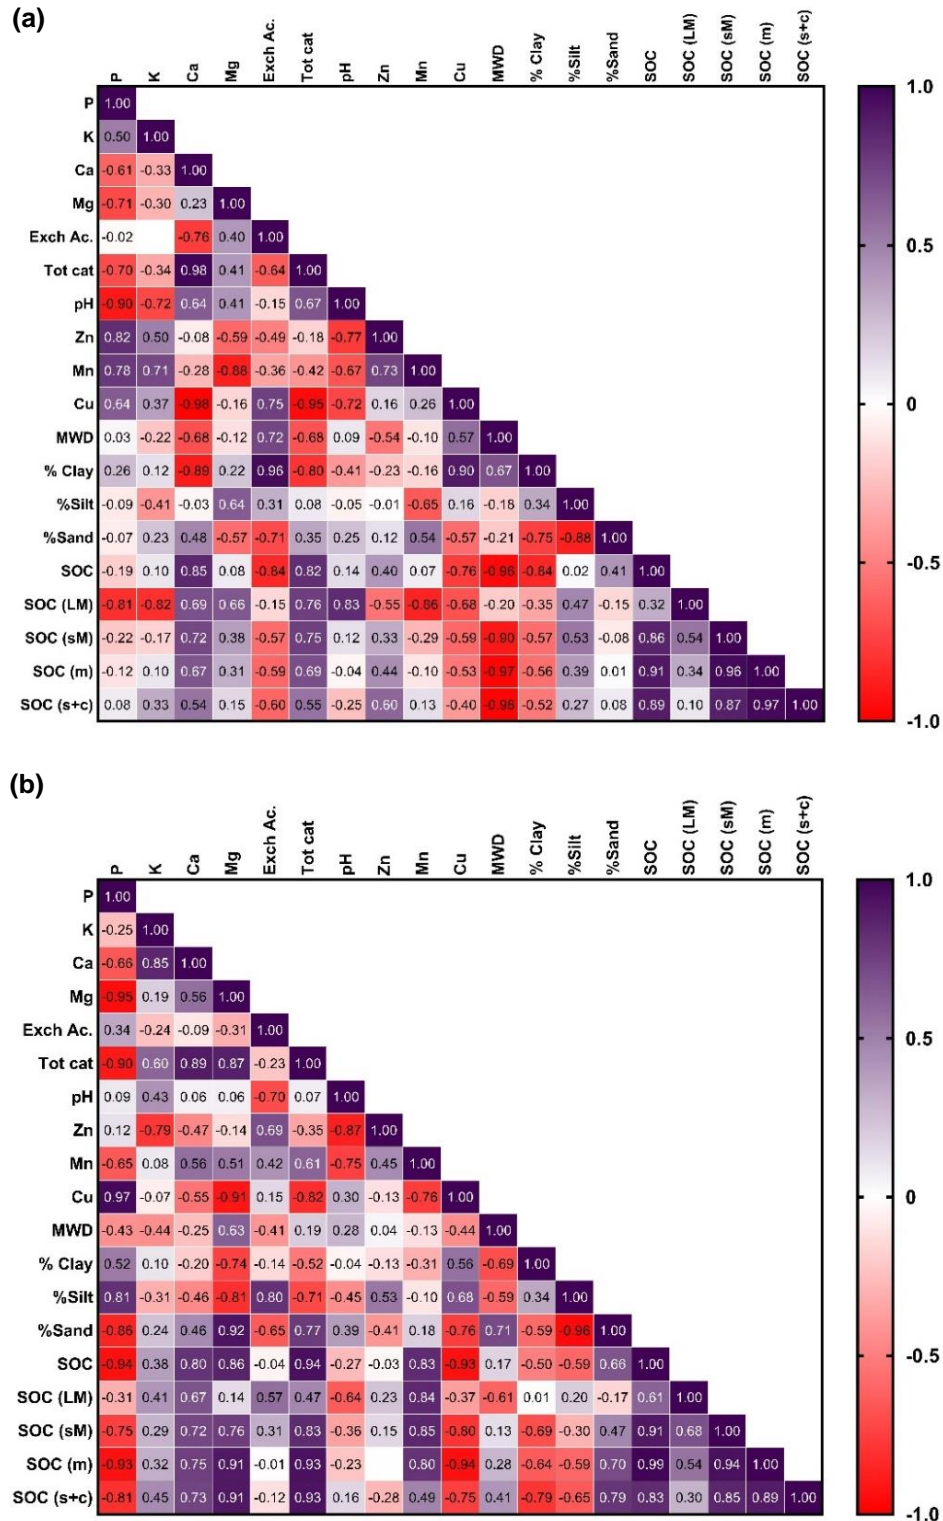 (a)
P K Ca Mg Exch Ac. Tot cat pH Zn Mn Cu MWD % Clay %Silt %Sand SOC SOC (LM) SOC (sM) SOC (m) SOC (s+c)
P 1.00
K 0.50 1.00
Ca -0.61 -0.33 1.00
Mg -0.71 -0.30 0.23 1.00
Exch Ac. -0.02 -0.76 0.40 1.00
Tot cat -0.70 -0.34 0.98 0.41 -0.64 1.00
pH -0.90 -0.72 0.64 0.41 -0.15 0.67 1.00
Zn 0.82 0.50 -0.08 -0.59 -0.49 -0.18 -0.77 1.00
Mn 0.78 0.71 -0.28 -0.88 -0.36 -0.42 -0.67 0.73 1.00
Cu 0.64 0.37 -0.98 -0.16 0.75 -0.95 -0.72 0.16 0.26 1.00
MWD 0.03 -0.22 -0.68 -0.12 0.72 -0.68 0.09 -0.54 -0.10 0.57 1.00
% Clay 0.26 0.12 -0.89 0.22 0.96 -0.80 -0.41 -0.23 -0.16 0.90 0.67 1.00
%Silt -0.09 -0.41 -0.03 0.64 0.31 0.08 -0.05 -0.01 -0.65 0.16 -0.18 0.34 1.00
%Sand -0.07 0.23 0.48 -0.57 -0.71 0.35 0.25 0.12 0.54 -0.57 -0.21 -0.75 -0.88 1.00
SOC -0.19 0.10 0.85 0.08 -0.84 0.82 0.14 0.40 0.07 -0.76 -0.96 -0.84 0.02 0.41 1.00
SOC (LM) -0.81 -0.82 0.69 0.66 -0.15 0.76 0.83 -0.55 -0.86 -0.68 -0.20 -0.35 0.47 -0.15 0.32 1.00
SOC (sM) -0.22 -0.17 0.72 0.38 -0.57 0.75 0.12 0.33 -0.29 -0.59 -0.90 -0.57 0.53 -0.08 0.86 0.54 1.00
SOC (m) -0.12 0.10 0.67 0.31 -0.59 0.69 -0.04 0.44 -0.10 -0.53 -0.97 -0.56 0.39 0.01 0.91 0.34 0.96 1.00
SOC (s+c) 0.08 0.33 0.54 0.15 -0.60 0.55 -0.25 0.60 0.13 -0.40 -0.96 -0.52 0.27 0.08 0.89 0.10 0.87 0.97 1.00
1.0
0.5
0
-0.5
-1.0
(b)
P K Ca Mg Exch Ac. Tot cat pH Zn Mn Cu MWD % Clay %Silt %Sand SOC SOC (LM) SOC (sM) SOC (m) SOC (s+c)
P 1.00
K -0.25 1.00
Ca -0.66 0.85 1.00
Mg -0.95 0.19 0.56 1.00
Exch Ac. 0.34 -0.24 -0.09 -0.31 1.00
Tot cat -0.90 0.60 0.89 0.87 -0.23 1.00
pH 0.09 0.43 0.06 0.06 -0.70 0.07 1.00
Zn 0.12 -0.79 -0.47 -0.14 0.69 -0.35 -0.87 1.00
Mn -0.65 0.08 0.56 0.51 0.42 0.61 -0.75 0.45 1.00
Cu 0.97 -0.07 -0.55 -0.91 0.15 -0.82 0.30 -0.13 -0.76 1.00
MWD -0.43 -0.44 -0.25 0.63 -0.41 0.19 0.28 0.04 -0.13 -0.44 1.00
% Clay 0.52 0.10 -0.20 -0.74 -0.14 -0.52 -0.04 -0.13 -0.31 0.56 -0.69 1.00
%Silt 0.81 -0.31 -0.46 -0.81 0.80 -0.71 -0.45 0.53 -0.10 0.68 -0.59 0.34 1.00
%Sand -0.86 0.24 0.46 0.92 -0.65 0.77 0.39 -0.41 0.18 -0.76 0.71 -0.59 -0.96 1.00
SOC -0.94 0.38 0.80 0.86 -0.04 0.94 -0.27 -0.03 0.83 -0.93 0.17 -0.50 -0.59 0.66 1.00
SOC (LM) -0.31 0.41 0.67 0.14 0.57 0.47 -0.64 0.23 0.84 -0.37 -0.61 0.01 0.20 -0.17 0.61 1.00
SOC (sM) -0.75 0.29 0.72 0.76 0.31 0.83 -0.36 0.15 0.85 -0.80 0.13 -0.69 -0.30 0.47 0.91 0.68 1.00
SOC (m) -0.93 0.32 0.75 0.91 -0.01 0.93 -0.23 0.80 -0.94 0.28 -0.64 -0.59 0.70 0.99 0.54 0.94 1.00
SOC (s+c) -0.81 0.45 0.73 0.91 -0.12 0.93 0.16 -0.28 0.49 -0.75 0.41 -0.79 -0.65 0.79 0.83 0.30 0.85 0.89 1.00
1.0
0.5
0
-0.5
-1.0